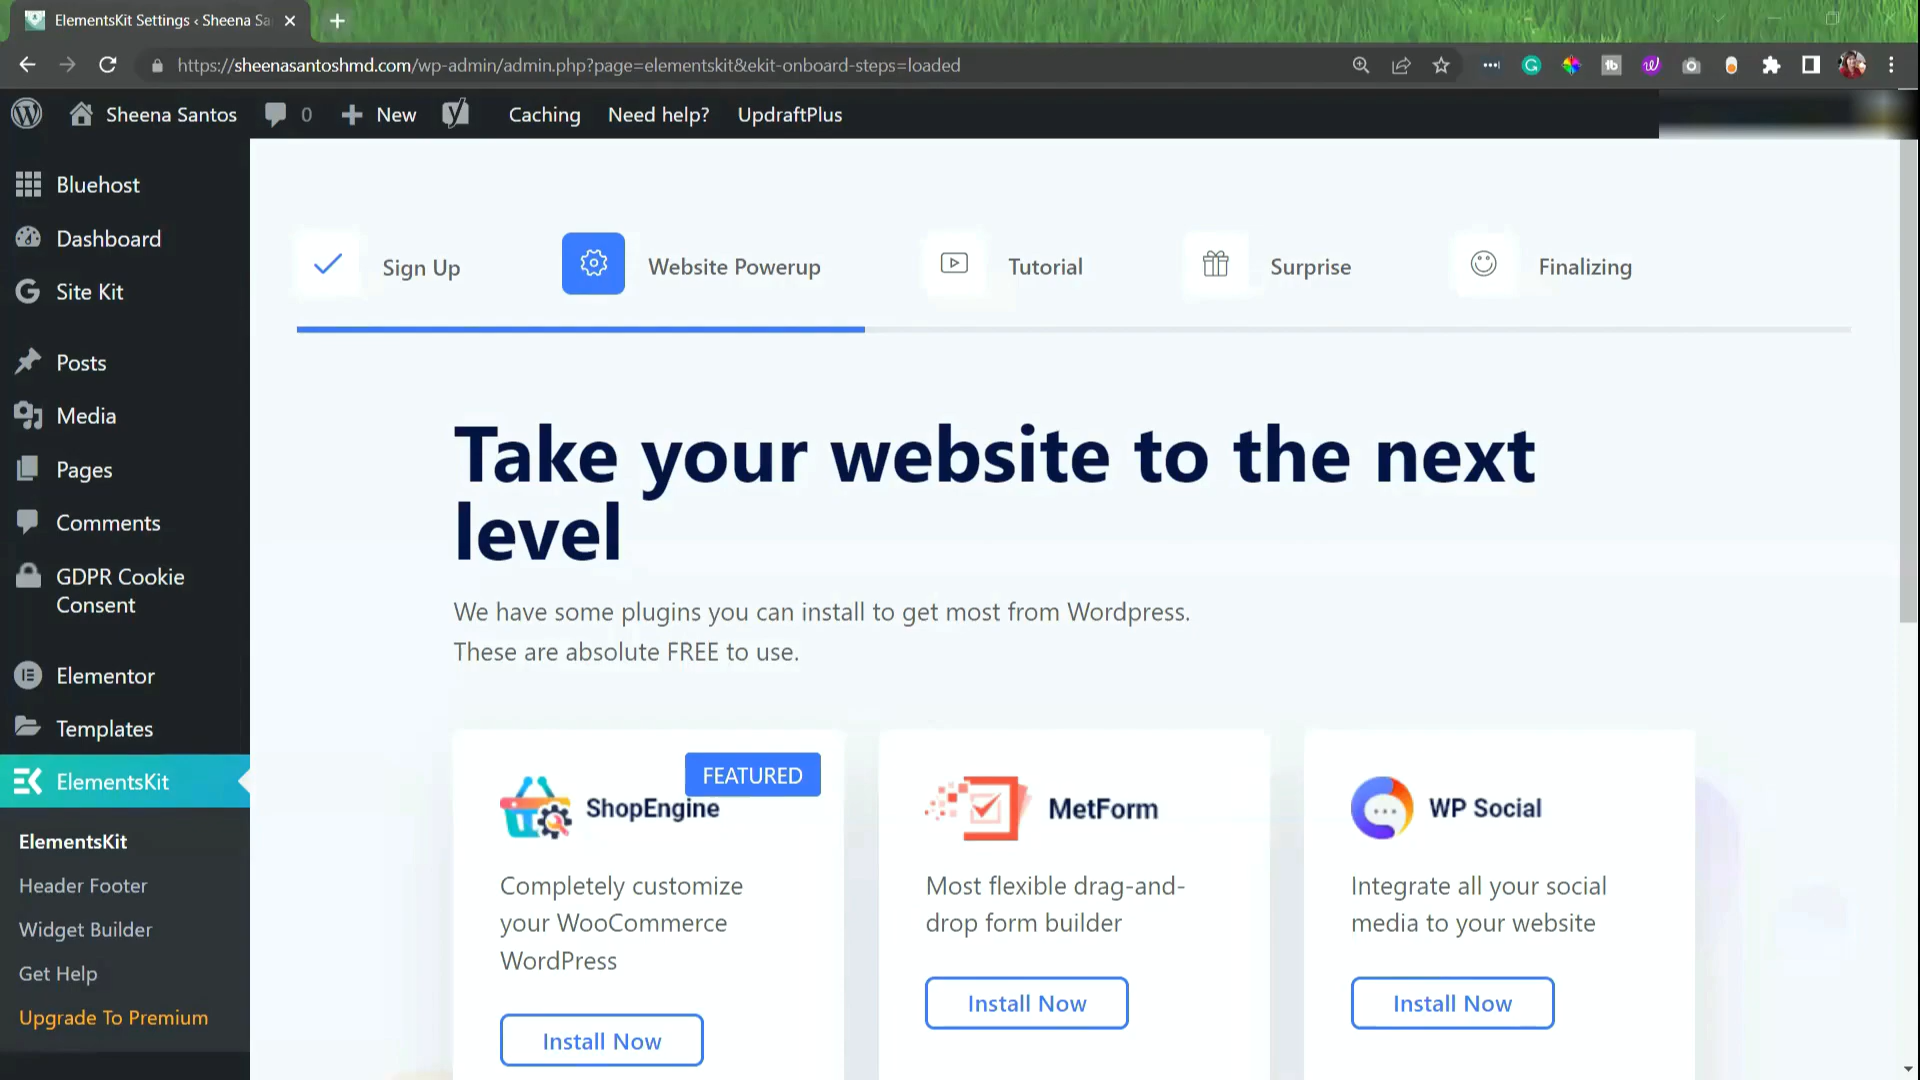 ElementsKit Settings ‹ Sheena Sa
https://sheenasantoshmd.com/wp-admin/admin.php?page=elementskit&ekit-onboard-steps=loaded
Sheena Santos 0 New Caching Need help? UpdraftPlus
Bluehost
Dashboard
Site Kit
Posts
Media
Pages
Comments
GDPR Cookie
Consent
Elementor
Templates
ElementsKit
ElementsKit
Header Footer
Widget Builder
Get Help
Upgrade To Premium
Sign Up Website Powerup Tutorial Surprise Finalizing
Take your website to the next
level
We have some plugins you can install to get most from Wordpress.
These are absolute FREE to use.
FEATURED
ShopEngine
Completely customize
your WooCommerce
WordPress
Install Now
MetForm
Most flexible drag-and-
drop form builder
Install Now
WP Social
Integrate all your social
media to your website
Install Now